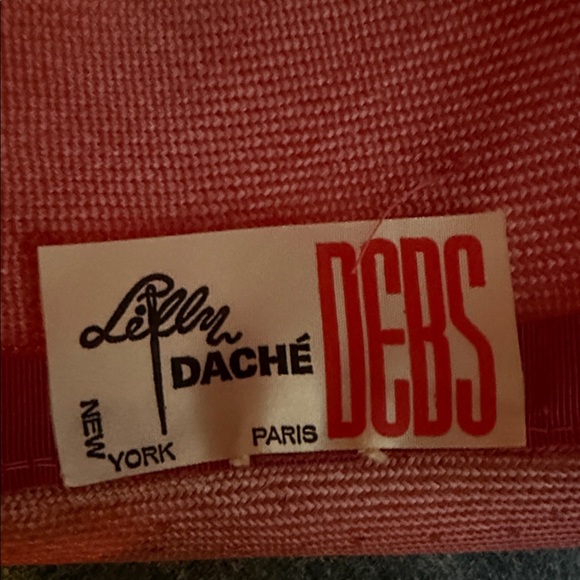 Lilly
DACHÉ
DEBS
NEW
YORK
PARIS